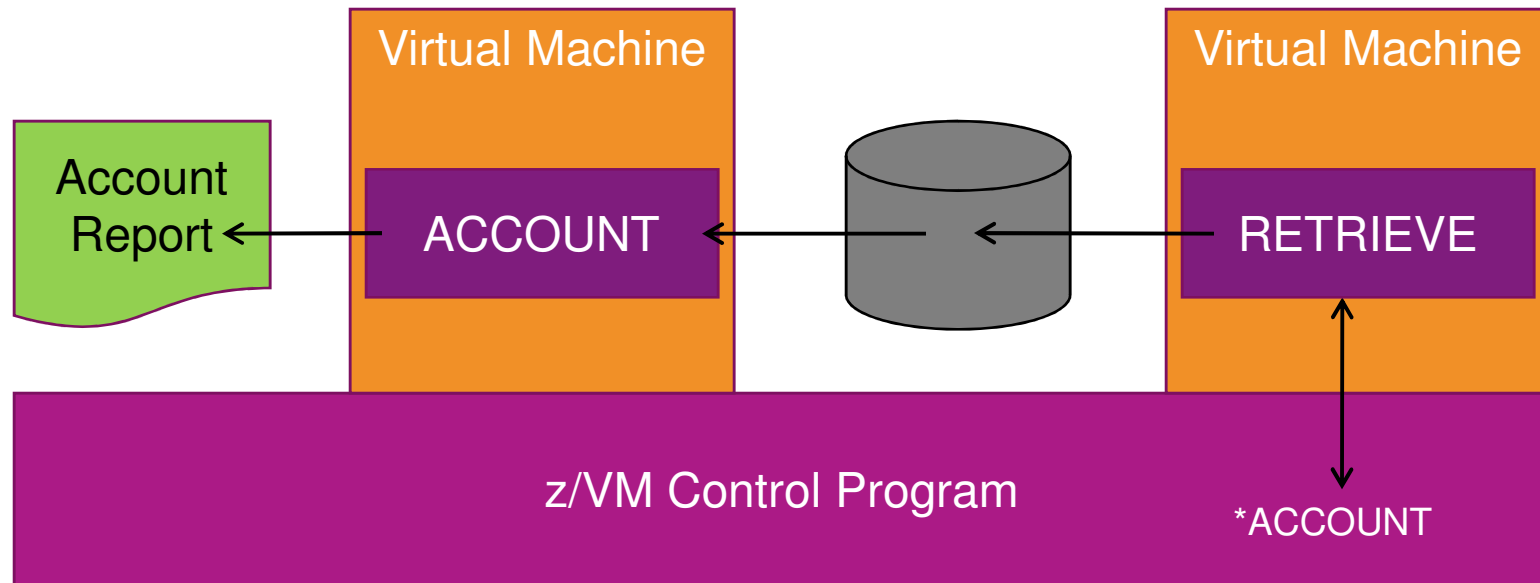 Virtual Machine
Virtual Machine
Account
Report
ACCOUNT
RETRIEVE
z/VM Control Program
*ACCOUNT